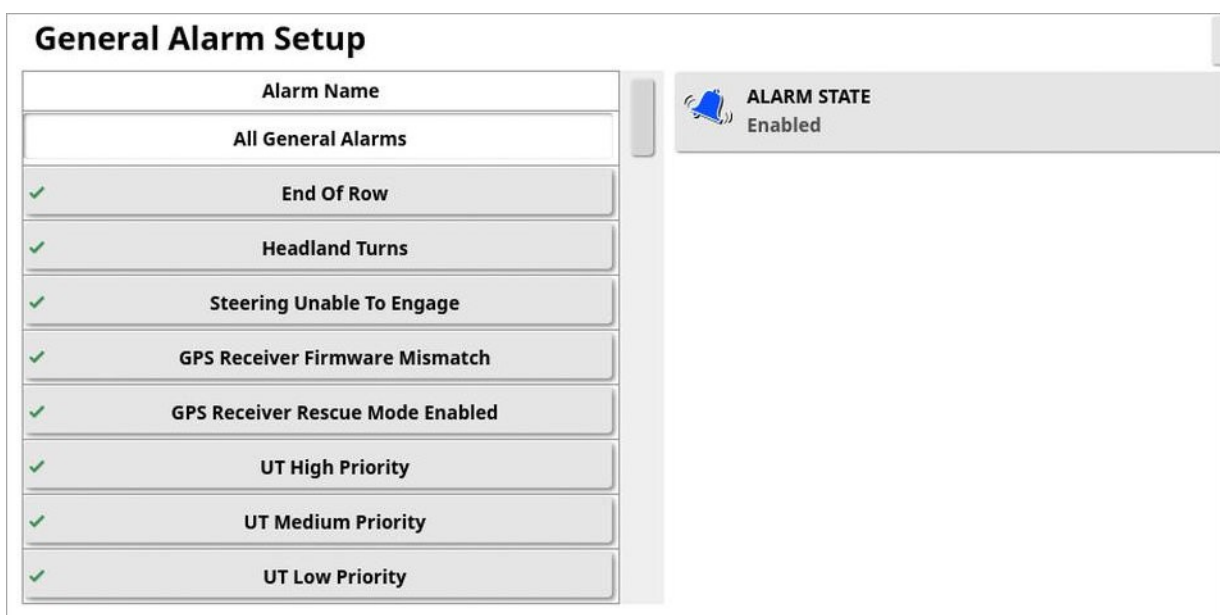 General Alarm Setup
Alarm Name
All General Alarms
End Of Row
Headland Turns
Steering Unable To Engage
GPS Receiver Firmware Mismatch
GPS Receiver Rescue Mode Enabled
UT High Priority
UT Medium Priority
UT Low Priority
ALARM STATE
Enabled